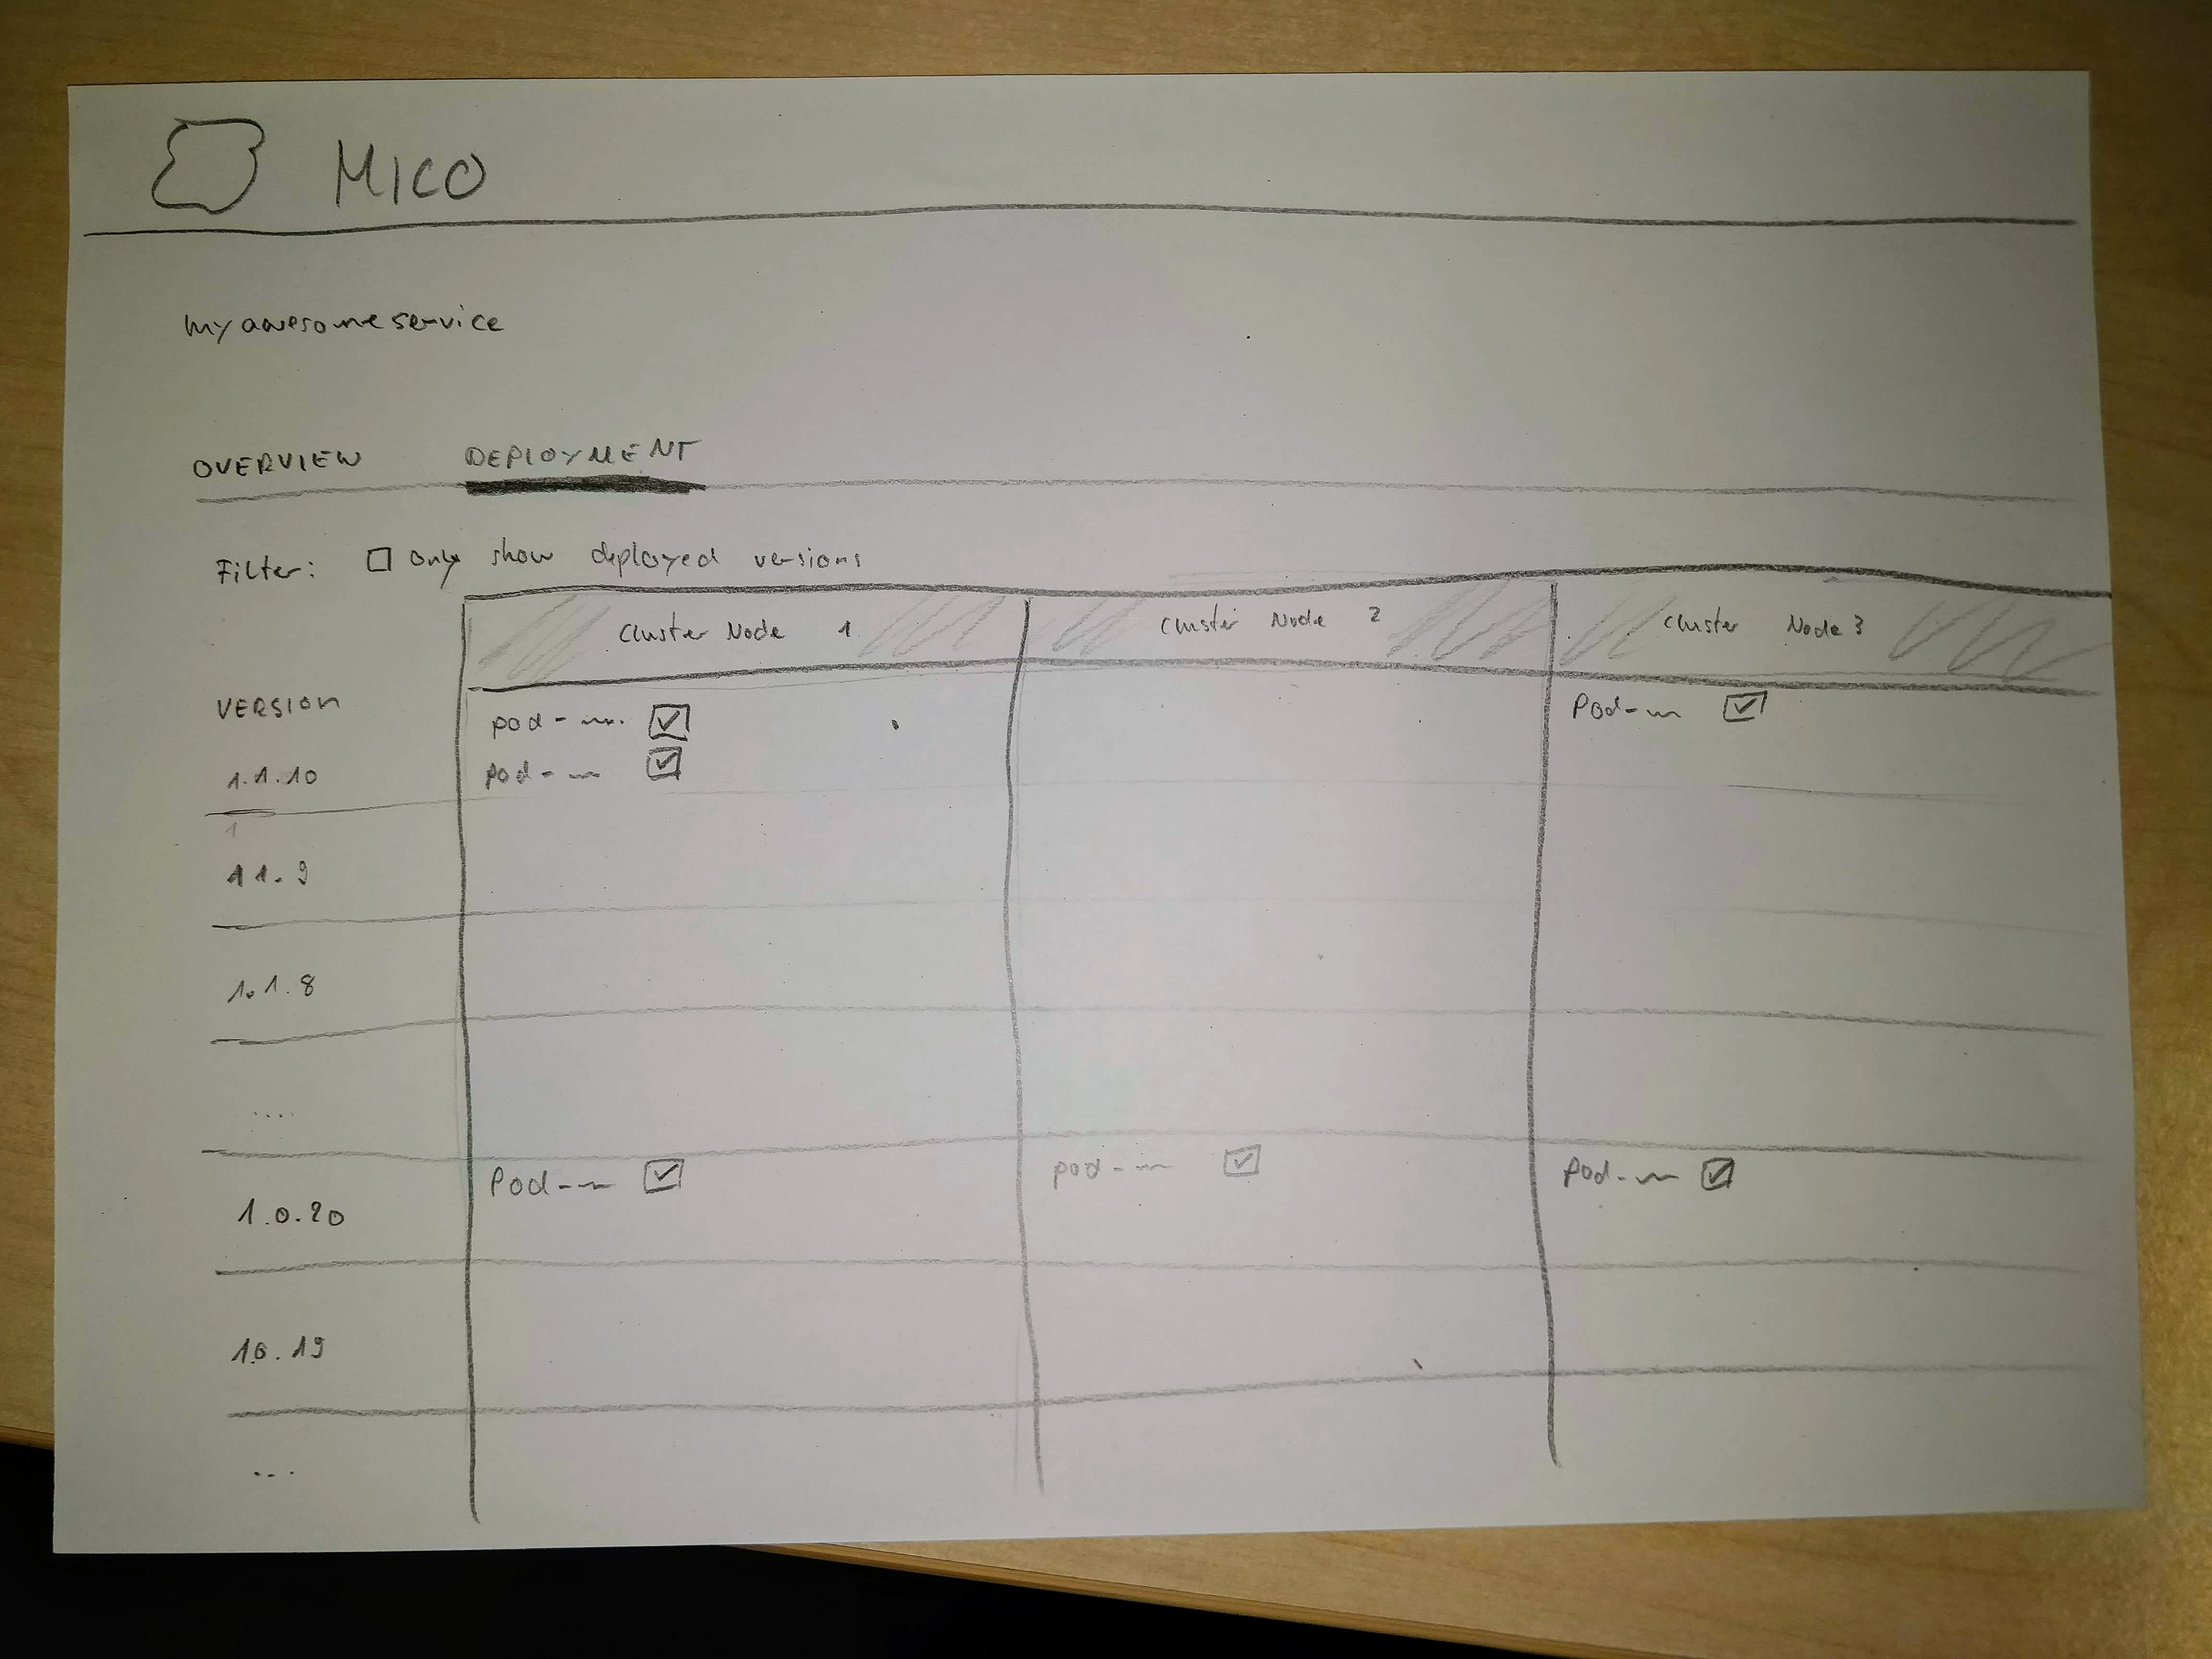 MICO
my awesome service
OVERVIEW DEPLOYMENT
Filter: only show deployed versions
Cluster Node 1 Cluster Node 2 Cluster Node 3
VERSION
pod - Pod-
pod -
1.1.10
1
1 1.9
1.1.8
....
Pod-- pod-- Pod--
1.0.20
1.0.19
...